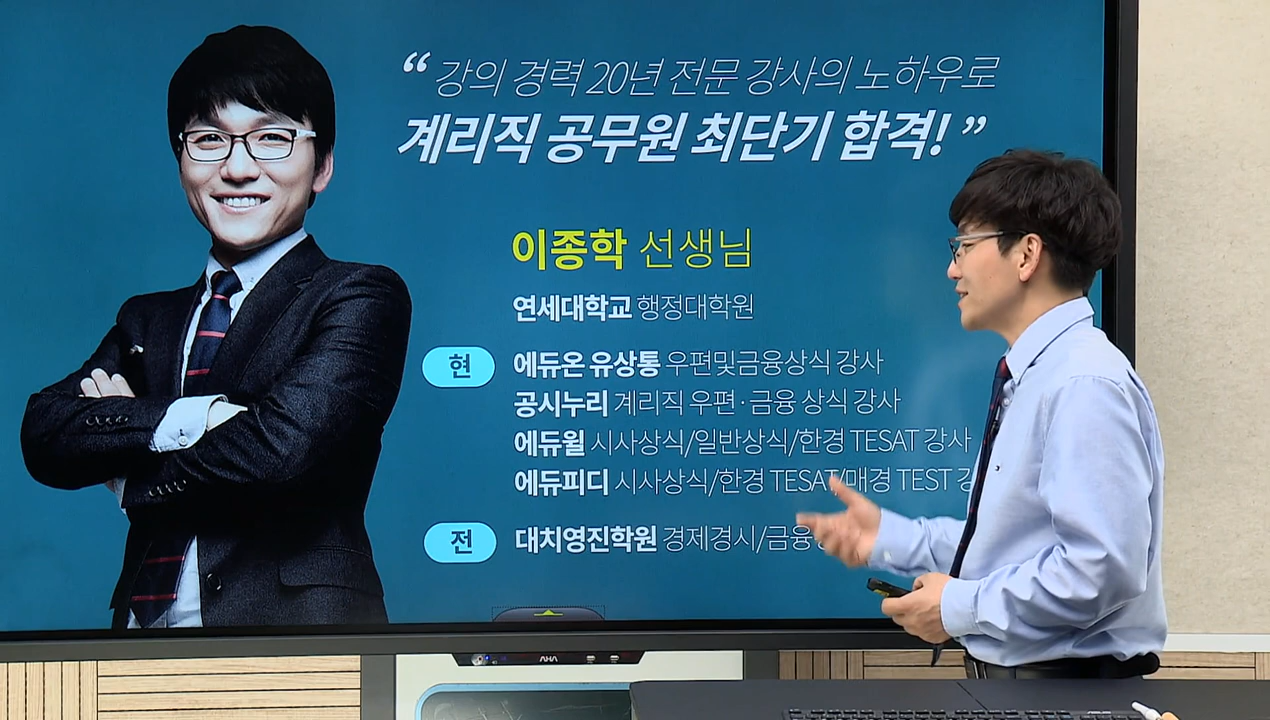 “ 강의 경력 20년 전문 강사의 노하우로
계리직 공무원 최단기 합격! ”
이종학 선생님
연세대학교 행정대학원
현 에듀온 유상통 우편및금융상식 강사
공시누리 계리직 우편·금융 상식 강사
에듀윌 시사상식/일반상식/한경 TESAT 강사
에듀피디 시사상식/한경 TESAT/매경 TEST
전 대치영진학원 경제경시/금융
AHA